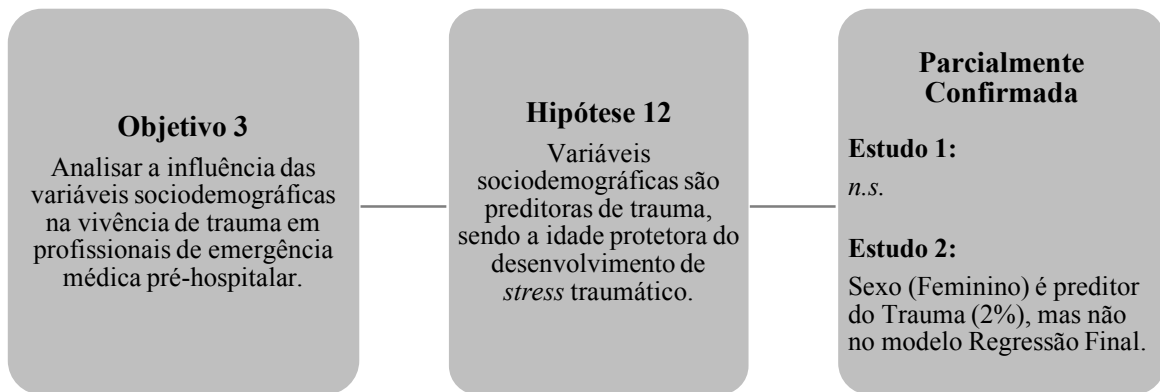 Objetivo 3
Analisar a influência das
variáveis sociodemográficas
na vivência de trauma em
profissionais de emergência
médica pré-hospitalar.
Hipótese 12
Variáveis
sociodemográficas são
preditoras de trauma,
sendo a idade protetora do
desenvolvimento de
stress traumático.
Parcialmente
Confirmada
Estudo 1:
n.s.
Estudo 2:
Sexo (Feminino) é preditor
do Trauma (2%), mas não
no modelo Regressão Final.